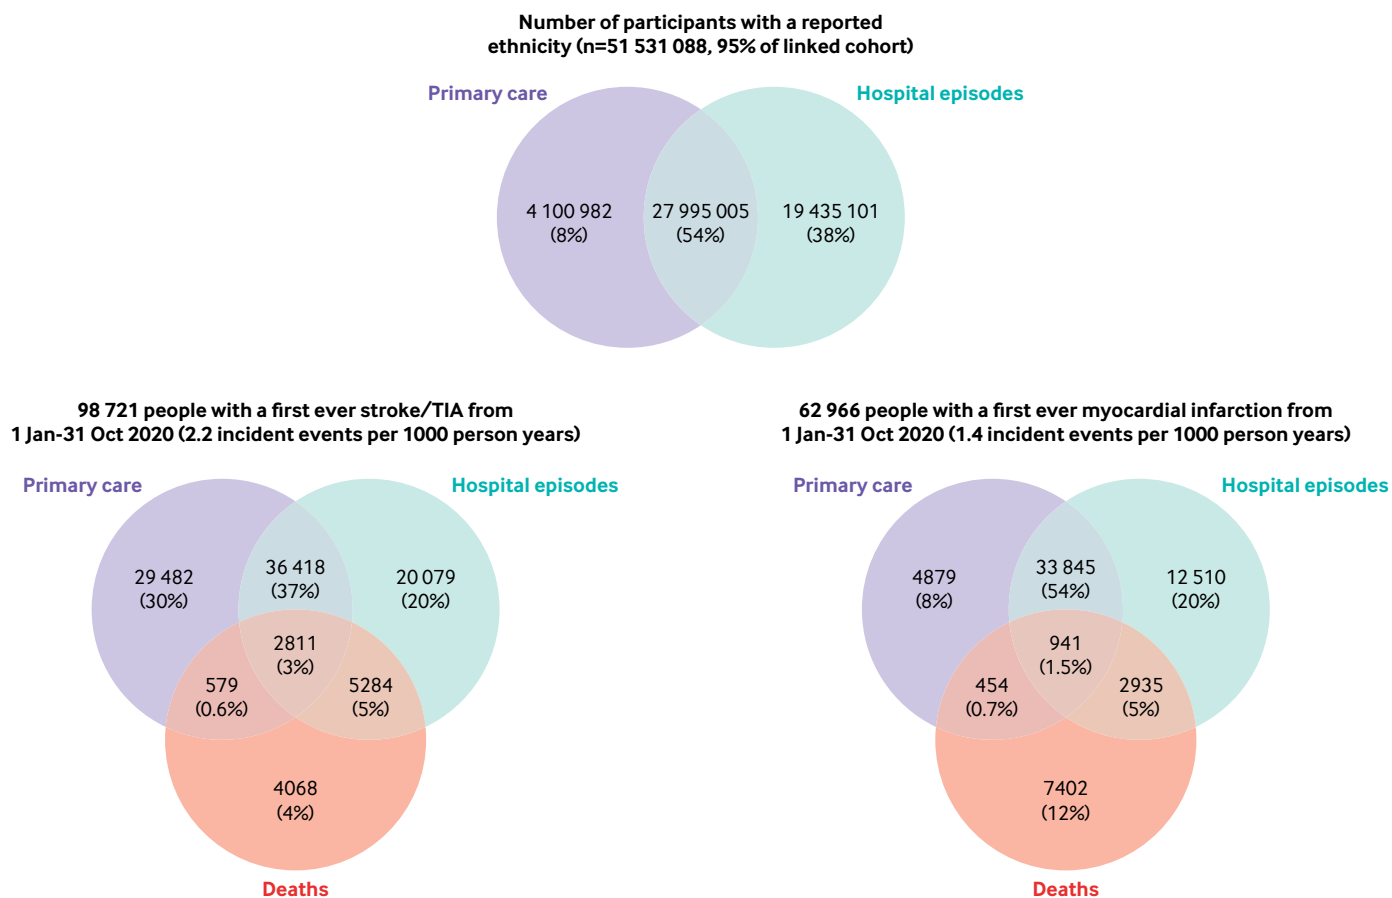 Number of participants with a reported
ethnicity (n=51 531 088, 95% of linked cohort)
Primary care
Hospital episodes
4 100 982
(8%)
27 995 005
(54%)
19 435 101
(38%)
98 721 people with a first ever stroke/TIA from
1 Jan-31 Oct 2020 (2.2 incident events per 1000 person years)
Primary care
Hospital episodes
29 482
(30%)
36 418
(37%)
20 079
(20%)
2811
(3%)
579
(0.6%)
5284
(5%)
4068
(4%)
Deaths
62 966 people with a first ever myocardial infarction from
1 Jan-31 Oct 2020 (1.4 incident events per 1000 person years)
Primary care
Hospital episodes
4879
(8%)
33 845
(54%)
12 510
(20%)
941
(1.5%)
454
(0.7%)
2935
(5%)
7402
(12%)
Deaths